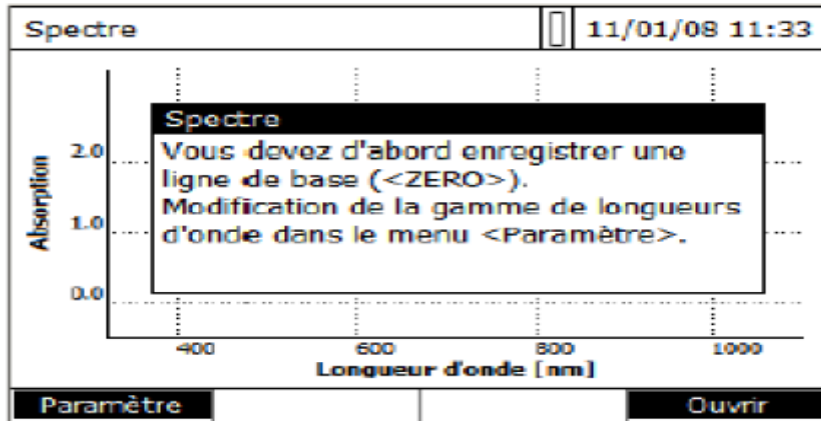 Spectre
11/01/08 11:33
Spectre
Vous devez d'abord enregistrer une
ligne de base (<ZERO>).
Modification de la gamme de longueurs
d'onde dans le menu <Paramètre>.
Absorption
2.0
1.0
0.0
400 600 800 1000
Longueur d'onde [nm]
Paramètre
Ouvrir